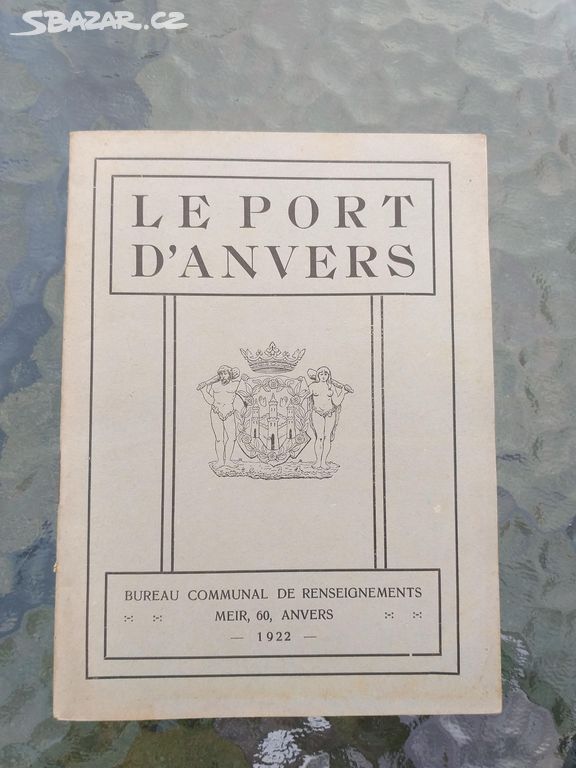 SBAZAR.CZ
LE PORT
D'ANVERS
BUREAU COMMUNAL DE RENSEIGNEMENTS
MEIR, 60, ANVERS
— 1922 —